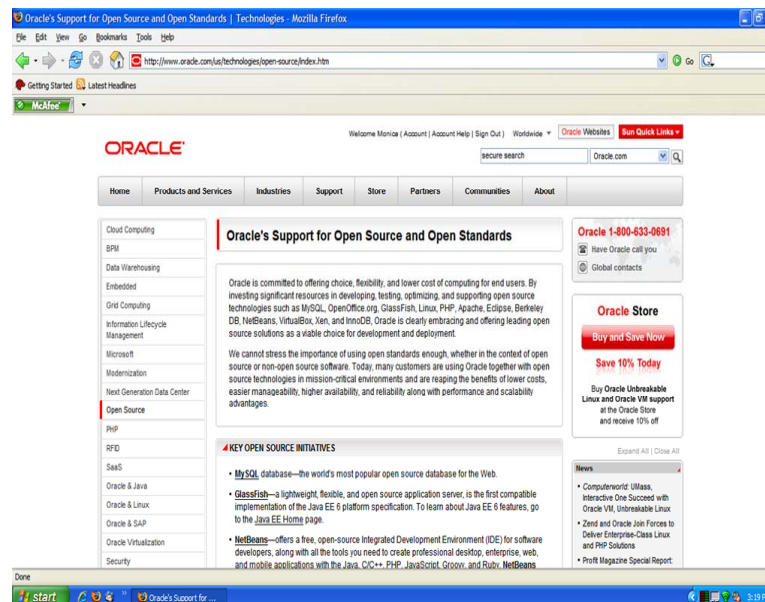 Oracle's Support for Open Source and Open Standards | Technologies - Mozilla Firefox
File Edit View Go Bookmarks Tools Help
http://www.oracle.com/us/technologies/open-source/index.htm
Go
Getting Started Latest Headlines
McAfee
Welcome Monica ( Account | Account Help | Sign Out ) Worldwide
Oracle Websites
Sun Quick Links
ORACLE
secure search
Oracle.com
Home Products and Services Industries Support Store Partners Communities About
Cloud Computing
BPM
Data Warehousing
Embedded
Grid Computing
Information Lifecycle
Management
Microsoft
Modernization
Next Generation Data Center
Open Source
PHP
RFID
SaaS
Oracle & Java
Oracle & Linux
Oracle & SAP
Oracle Virtualization
Security
Oracle's Support for Open Source and Open Standards
Oracle is committed to offering choice, flexibility, and lower cost of computing for end users. By
investing significant resources in developing, testing, optimizing, and supporting open source
technologies such as MySQL, OpenOffice.org, GlassFish, Linux, PHP, Apache, Eclipse, Berkeley
DB, NetBeans, VirtualBox, Xen, and InnoDB, Oracle is clearly embracing and offering leading open
source solutions as a viable choice for development and deployment.
We cannot stress the importance of using open standards enough, whether in the context of open
source or non-open source software. Today, many customers are using Oracle together with open
source technologies in mission-critical environments and are reaping the benefits of lower costs,
easier manageability, higher availability, and reliability along with performance and scalability
advantages.
KEY OPEN SOURCE INITIATIVES
• MySQL database—the world's most popular open source database for the Web.
• GlassFish—a lightweight, flexible, and open source application server, is the first compatible
implementation of the Java EE 6 platform specification. To learn about Java EE 6 features, go
to the Java EE Home page.
• NetBeans—offers a free, open-source Integrated Development Environment (IDE) for software
developers, along with all the tools you need to create professional desktop, enterprise, web,
and mobile applications with the Java, C/C++, PHP, JavaScript, Groovy, and Ruby. NetBeans
Oracle 1-800-633-0691
Have Oracle call you
Global contacts
Oracle Store
Buy and Save Now
Save 10% Today
Buy Oracle Unbreakable
Linux and Oracle VM support
at the Oracle Store
and receive 10% off
Expand All | Close All
News
• Computerworld: UMass,
Interactive One Succeed with
Oracle VM, Unbreakable Linux
• Zend and Oracle Join Forces to
Deliver Enterprise-Class Linux
and PHP Solutions
• Profit Magazine Special Report:
Done
start
Oracle's Support for ...
3:19 P